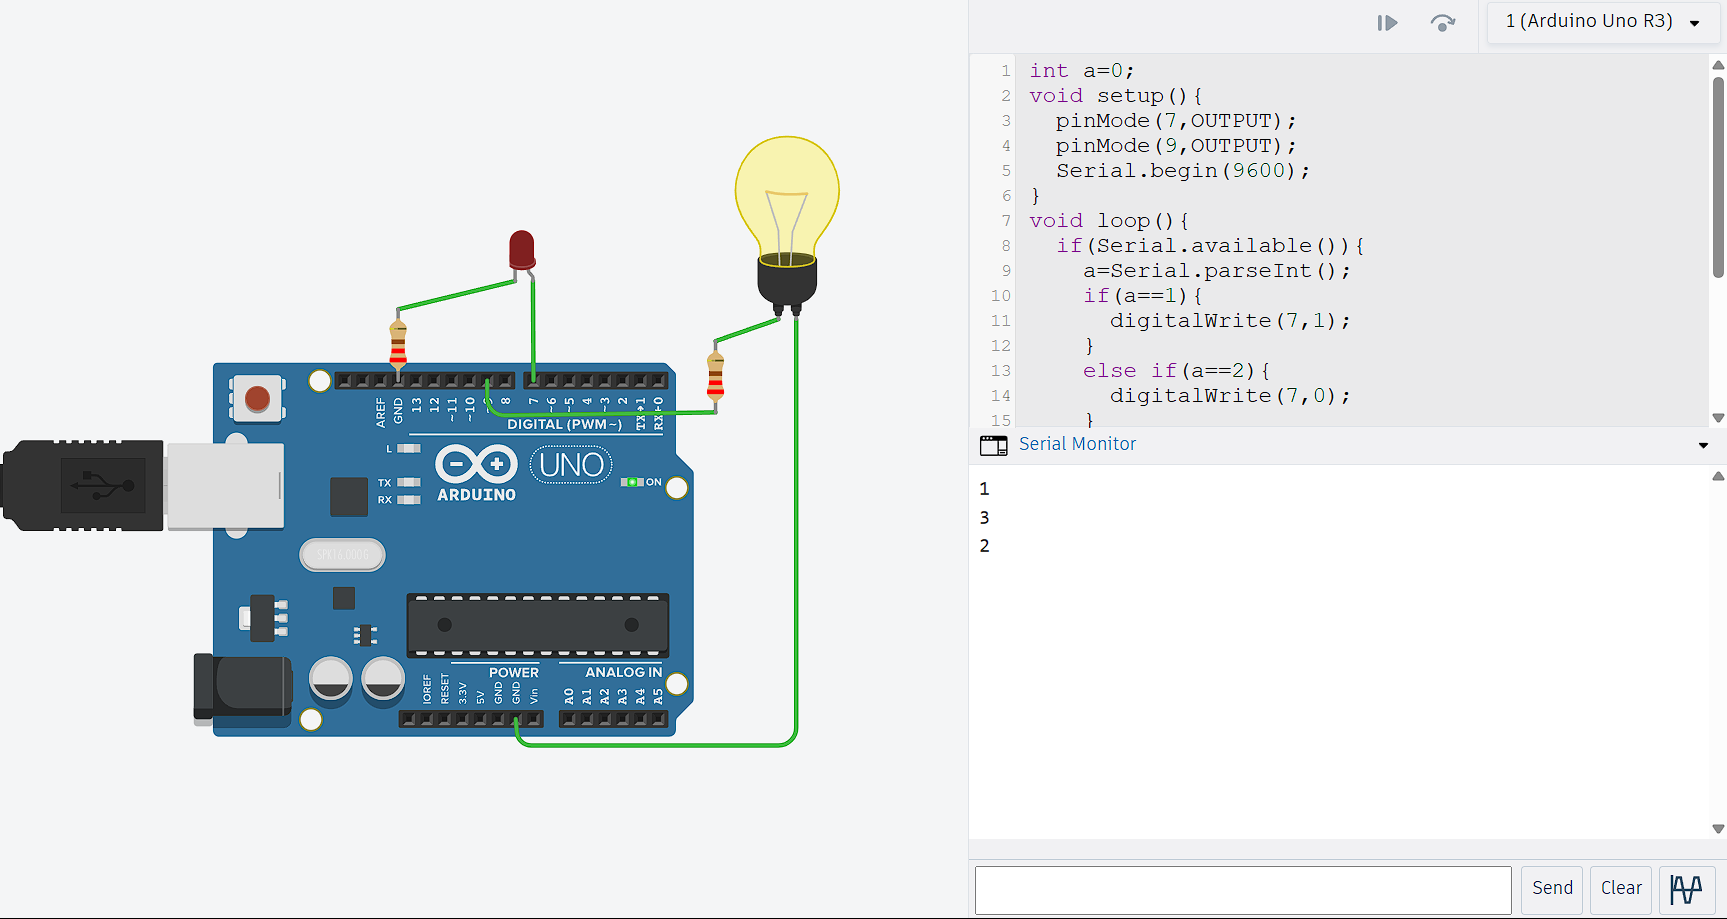 1 (Arduino Uno R3)
1 int a=0;
2 void setup(){
3 pinMode(7,OUTPUT);
4 pinMode(9,OUTPUT);
5 Serial.begin(9600);
6 }
7 void loop(){
8 if(Serial.available()){
9 a=Serial.parseInt();
10 if(a==1){
11 digitalWrite(7,1);
12 }
13 else if(a==2){
14 digitalWrite(7,0);
15 }
Serial Monitor
1
3
2
Send
Clear
AREF
GND
13
12
~11
~10
~9
8
7
~6
~5
4
~3
2
TX→1
RX←0
DIGITAL (PWM~)
L
TX
RX
ARDUINO
UNO
ON
SPK16.000G
POWER
ANALOG IN
IOREF
RESET
3.3V
5V
GND
GND
Vin
A0
A1
A2
A3
A4
A5